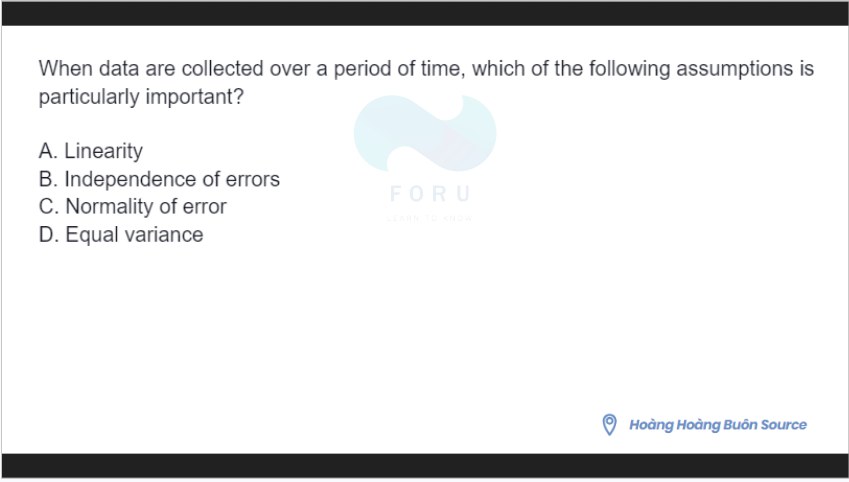 When data are collected over a period of time, which of the following assumptions is
particularly important?
A. Linearity
B. Independence of errors
C. Normality of error
D. Equal variance
FORU
Hoàng Hoàng Buôn Source